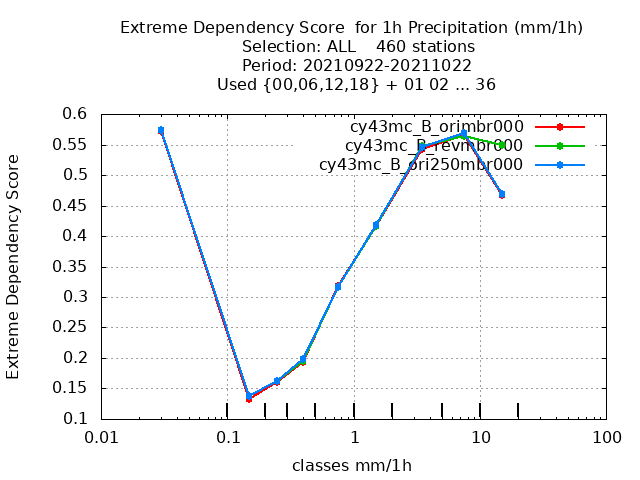 Extreme Dependency Score  for 1h Precipitation (mm/1h)
Selection: ALL    460 stations
Period: 20210922-20211022
Used {00,06,12,18} + 01 02 ... 36
cy43mc_B_orimbr000
cy43mc_B_revmbr000
cy43mc_B_ori250mbr000
Extreme Dependency Score
0.6
0.55
0.5
0.45
0.4
0.35
0.3
0.25
0.2
0.15
0.1
0.01
0.1
1
10
100
classes mm/1h